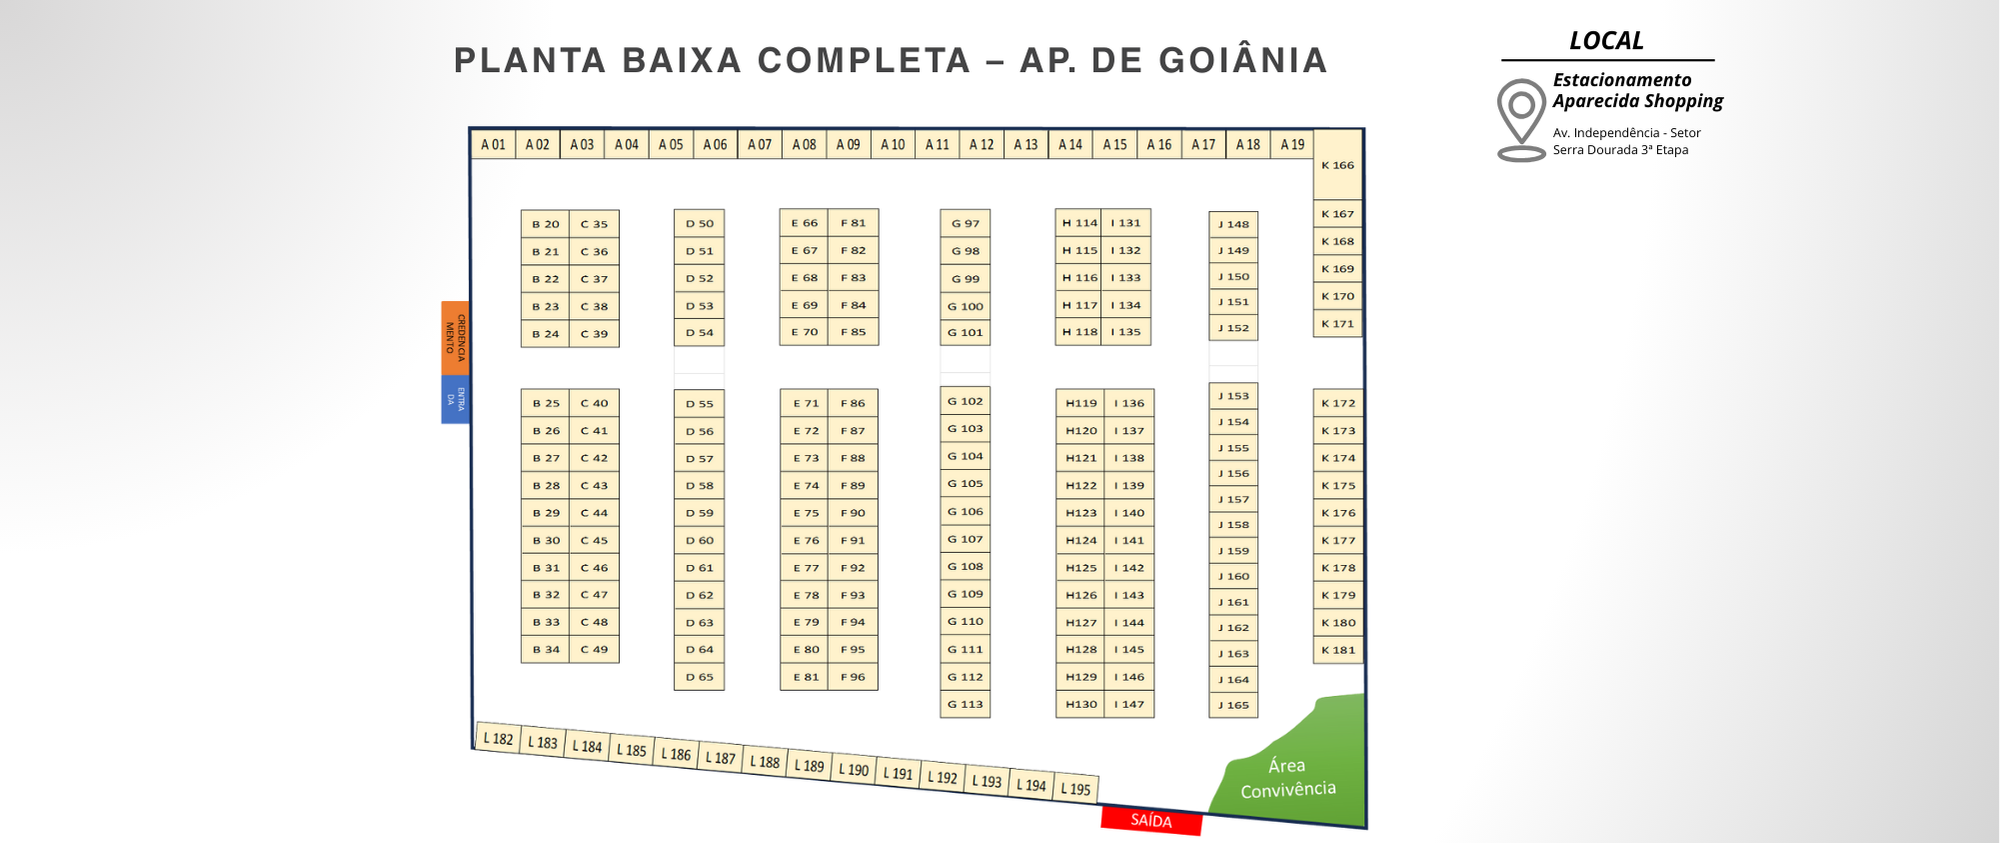 PLANTA BAIXA COMPLETA – AP. DE GOIÂNIA
LOCAL
Estacionamento
Aparecida Shopping
Av. Independência - Setor
Serra Dourada 3ª Etapa
A 01 A 02 A 03 A 04 A 05 A 06 A 07 A 08 A 09 A 10 A 11 A 12 A 13 A 14 A 15 A 16 A 17 A 18 A 19
K 166
K 167
K 168
K 169
K 170
K 171
B 20 C 35 D 50 E 66 F 81 G 97 H 114 I 131 J 148
B 21 C 36 D 51 E 67 F 82 G 98 H 115 I 132 J 149
B 22 C 37 D 52 E 68 F 83 G 99 H 116 I 133 J 150
B 23 C 38 D 53 E 69 F 84 G 100 H 117 I 134 J 151
B 24 C 39 D 54 E 70 F 85 G 101 H 118 I 135 J 152
CREDENCIA
MENTO
ENTRA
DA
B 25 C 40 D 55 E 71 F 86 G 102 H119 I 136 J 153 K 172
B 26 C 41 D 56 E 72 F 87 G 103 H120 I 137 J 154 K 173
B 27 C 42 D 57 E 73 F 88 G 104 H121 I 138 J 155 K 174
B 28 C 43 D 58 E 74 F 89 G 105 H122 I 139 J 156 K 175
B 29 C 44 D 59 E 75 F 90 G 106 H123 I 140 J 157 K 176
B 30 C 45 D 60 E 76 F 91 G 107 H124 I 141 J 158 K 177
B 31 C 46 D 61 E 77 F 92 G 108 H125 I 142 J 159 K 178
B 32 C 47 D 62 E 78 F 93 G 109 H126 I 143 J 160 K 179
B 33 C 48 D 63 E 79 F 94 G 110 H127 I 144 J 161 K 180
B 34 C 49 D 64 E 80 F 95 G 111 H128 I 145 J 162 K 181
D 65 E 81 F 96 G 112 H129 I 146 J 163
G 113 H130 I 147 J 164
J 165
L 182 L 183 L 184 L 185 L 186 L 187 L 188 L 189 L 190 L 191 L 192 L 193 L 194 L 195
Área
Convivência
SAÍDA